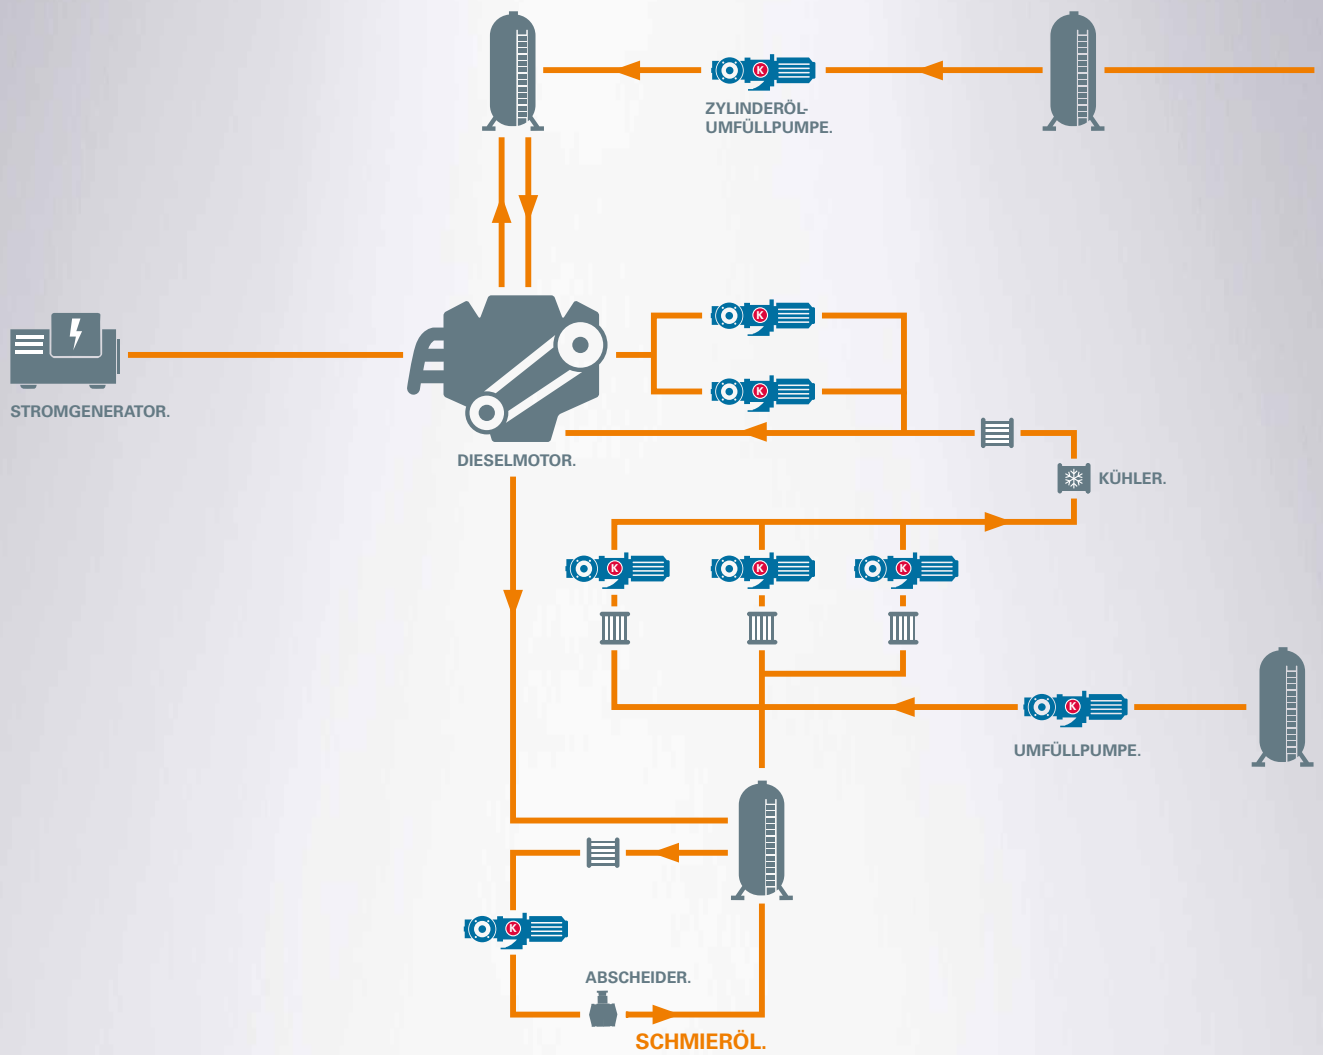 K
ZYLINDERÖL-
UMFÜLLPUMPE.
K
STROMGENERATOR.
K
DIESELMOTOR.
KÜHLER.
K
K
K
K
UMFÜLLPUMPE.
K
ABSCHEIDER.
SCHMIERÖL.